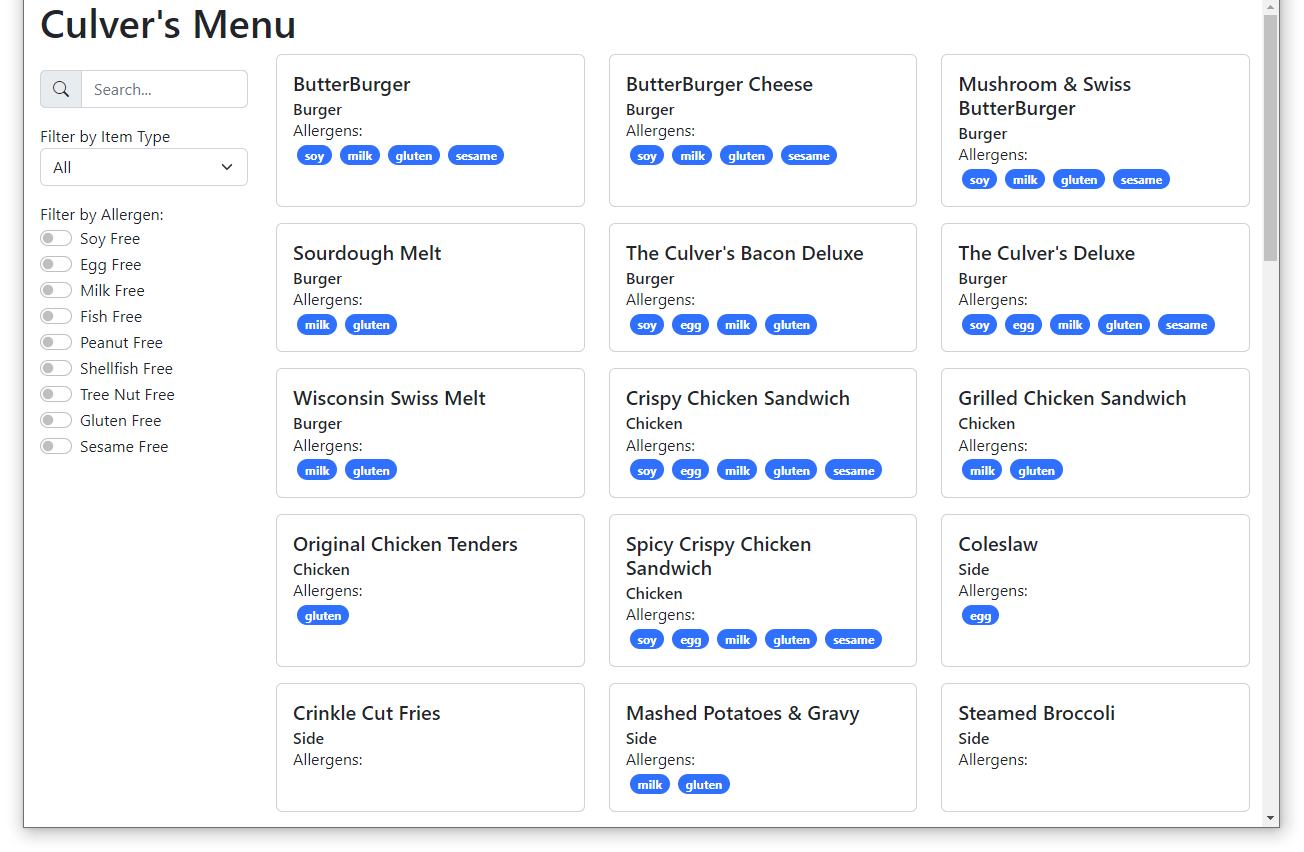 Culver's Menu
Search...
Filter by Item Type
All
Filter by Allergen:
Soy Free
Egg Free
Milk Free
Fish Free
Peanut Free
Shellfish Free
Tree Nut Free
Gluten Free
Sesame Free
ButterBurger
Burger
Allergens:
soy milk gluten sesame
ButterBurger Cheese
Burger
Allergens:
soy milk gluten sesame
Mushroom & Swiss
ButterBurger
Burger
Allergens:
soy milk gluten sesame
Sourdough Melt
Burger
Allergens:
milk gluten
The Culver's Bacon Deluxe
Burger
Allergens:
soy egg milk gluten
The Culver's Deluxe
Burger
Allergens:
soy egg milk gluten sesame
Wisconsin Swiss Melt
Burger
Allergens:
milk gluten
Crispy Chicken Sandwich
Chicken
Allergens:
soy egg milk gluten sesame
Grilled Chicken Sandwich
Chicken
Allergens:
milk gluten
Original Chicken Tenders
Chicken
Allergens:
gluten
Spicy Crispy Chicken
Sandwich
Chicken
Allergens:
soy egg milk gluten sesame
Coleslaw
Side
Allergens:
egg
Crinkle Cut Fries
Side
Allergens:
Mashed Potatoes & Gravy
Side
Allergens:
milk gluten
Steamed Broccoli
Side
Allergens: